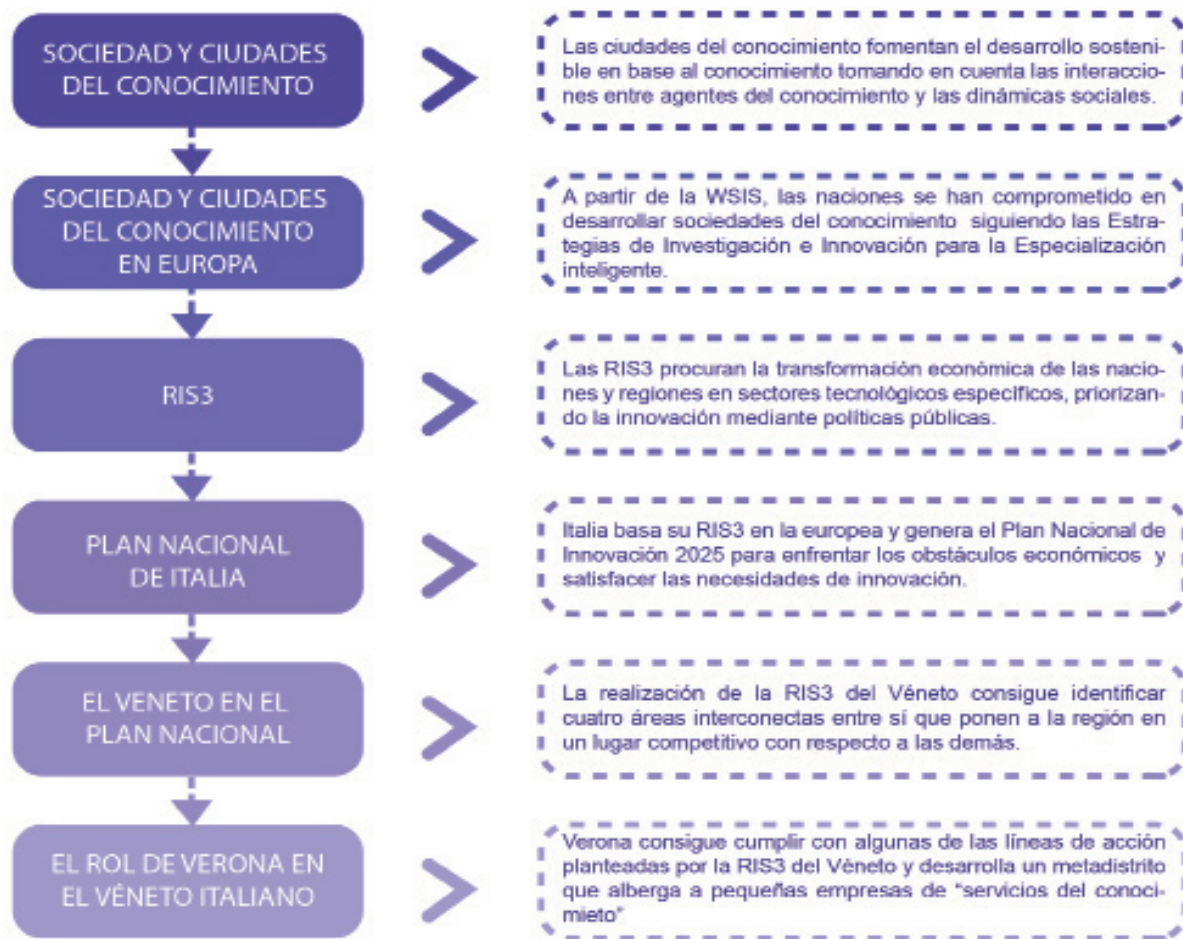 SOCIEDAD Y CIUDADES
DEL CONOCIMIENTO
Las ciudades del conocimiento fomentan el desarrollo sosteni-
ble en base al conocimiento tomando en cuenta las interaccio-
nes entre agentes del conocimiento y las dinámicas sociales.
SOCIEDAD Y CIUDADES
DEL CONOCIMIENTO
EN EUROPA
A partir de la WSIS, las naciones se han comprometido en
desarrollar sociedades del conocimiento siguiendo las Estra-
tegias de Investigación e Innovación para la Especialización
inteligente.
RIS3
Las RIS3 procuran la transformación económica de las nacio-
nes y regiones en sectores tecnológicos específicos, priorizan-
do la innovación mediante políticas públicas.
PLAN NACIONAL
DE ITALIA
Italia basa su RIS3 en la europea y genera el Plan Nacional de
Innovación 2025 para enfrentar los obstáculos económicos y
satisfacer las necesidades de innovación.
EL VENETO EN EL
PLAN NACIONAL
La realización de la RIS3 del Véneto consigue identificar
cuatro áreas interconectas entre sí que ponen a la región en
un lugar competitivo con respecto a las demás.
EL ROL DE VERONA EN
EL VÉNETO ITALIANO
Verona consigue cumplir con algunas de las líneas de acción
planteadas por la RIS3 del Véneto y desarrolla un metadistrito
que alberga a pequeñas empresas de "servicios del conoci-
mieto"